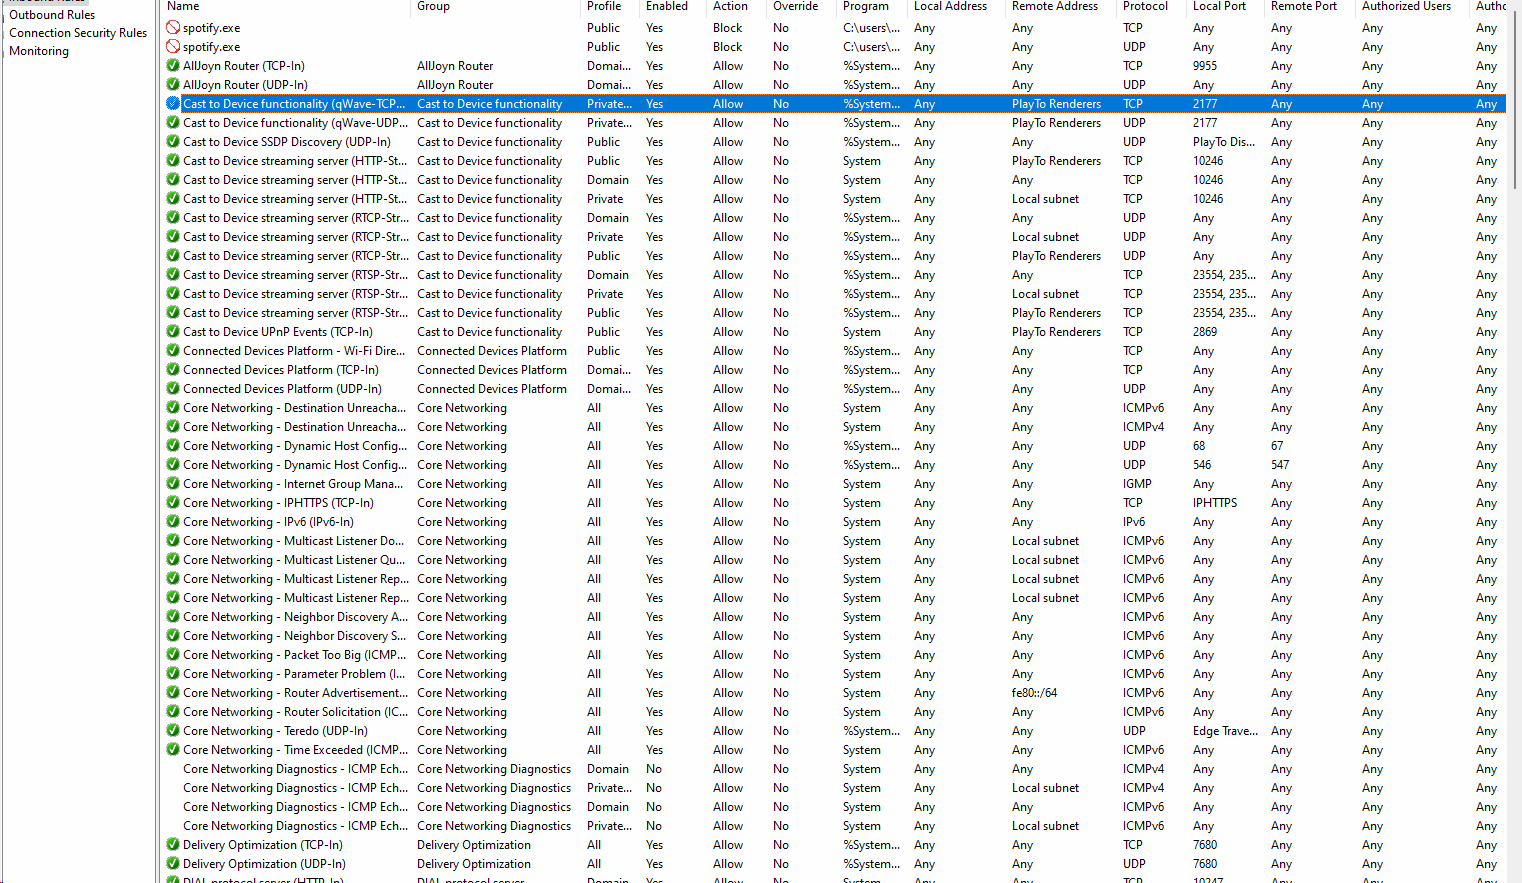 Outbound Rules
Connection Security Rules
Monitoring
Name Group Profile Enabled Action Override Program Local Address Remote Address Protocol Local Port Remote Port Authorized Users
spotify.exe Public Yes Block No C:\users\... Any Any TCP Any Any Any Any
spotify.exe Public Yes Block No C:\users\... Any Any UDP Any Any Any Any
AllJoyn Router (TCP-In) AllJoyn Router Domai... Yes Allow No %System... Any Any TCP 9955 Any Any Any
AllJoyn Router (UDP-In) AllJoyn Router Domai... Yes Allow No %System... Any Any UDP Any Any Any Any
Cast to Device functionality (qWave-TCP... Cast to Device functionality Private... Yes Allow No %System... Any PlayTo Renderers TCP 2177 Any Any Any
Cast to Device functionality (qWave-UDP... Cast to Device functionality Private... Yes Allow No %System... Any PlayTo Renderers UDP 2177 Any Any Any
Cast to Device SSDP Discovery (UDP-In) Cast to Device functionality Public Yes Allow No %System... Any Any UDP PlayTo Dis... Any Any Any
Cast to Device streaming server (HTTP-St... Cast to Device functionality Public Yes Allow No System Any PlayTo Renderers TCP 10246 Any Any Any
Cast to Device streaming server (HTTP-St... Cast to Device functionality Domain Yes Allow No System Any Any TCP 10246 Any Any Any
Cast to Device streaming server (HTTP-St... Cast to Device functionality Private Yes Allow No System Any Local subnet TCP 10246 Any Any Any
Cast to Device streaming server (RTCP-Str... Cast to Device functionality Domain Yes Allow No %System... Any Any UDP Any Any Any Any
Cast to Device streaming server (RTCP-Str... Cast to Device functionality Private Yes Allow No %System... Any Local subnet UDP Any Any Any Any
Cast to Device streaming server (RTCP-Str... Cast to Device functionality Public Yes Allow No %System... Any PlayTo Renderers UDP Any Any Any Any
Cast to Device streaming server (RTSP-Str... Cast to Device functionality Domain Yes Allow No %System... Any Any TCP 23554, 235... Any Any Any
Cast to Device streaming server (RTSP-Str... Cast to Device functionality Private Yes Allow No %System... Any Local subnet TCP 23554, 235... Any Any Any
Cast to Device streaming server (RTSP-Str... Cast to Device functionality Public Yes Allow No %System... Any PlayTo Renderers TCP 23554, 235... Any Any Any
Cast to Device UPnP Events (TCP-In) Cast to Device functionality Public Yes Allow No System Any PlayTo Renderers TCP 2869 Any Any Any
Connected Devices Platform - Wi-Fi Dire... Connected Devices Platform Public Yes Allow No %System... Any Any TCP Any Any Any Any
Connected Devices Platform (TCP-In) Connected Devices Platform Domai... Yes Allow No %System... Any Any TCP Any Any Any Any
Connected Devices Platform (UDP-In) Connected Devices Platform Domai... Yes Allow No %System... Any Any UDP Any Any Any Any
Core Networking - Destination Unreacha... Core Networking All Yes Allow No System Any Any ICMPv6 Any Any Any Any
Core Networking - Destination Unreacha... Core Networking All Yes Allow No System Any Any ICMPv4 Any Any Any Any
Core Networking - Dynamic Host Config... Core Networking All Yes Allow No %System... Any Any UDP 68 67 Any Any
Core Networking - Dynamic Host Config... Core Networking All Yes Allow No %System... Any Any UDP 546 547 Any Any
Core Networking - Internet Group Mana... Core Networking All Yes Allow No System Any Any IGMP Any Any Any Any
Core Networking - IPHTTPS (TCP-In) Core Networking All Yes Allow No System Any Any TCP IPHTTPS Any Any Any
Core Networking - IPv6 (IPv6-In) Core Networking All Yes Allow No System Any Any IPv6 Any Any Any Any
Core Networking - Multicast Listener Do... Core Networking All Yes Allow No System Any Local subnet ICMPv6 Any Any Any Any
Core Networking - Multicast Listener Qu... Core Networking All Yes Allow No System Any Local subnet ICMPv6 Any Any Any Any
Core Networking - Multicast Listener Rep... Core Networking All Yes Allow No System Any Local subnet ICMPv6 Any Any Any Any
Core Networking - Multicast Listener Rep... Core Networking All Yes Allow No System Any Local subnet ICMPv6 Any Any Any Any
Core Networking - Neighbor Discovery A... Core Networking All Yes Allow No System Any Any ICMPv6 Any Any Any Any
Core Networking - Neighbor Discovery S... Core Networking All Yes Allow No System Any Any ICMPv6 Any Any Any Any
Core Networking - Packet Too Big (ICMP... Core Networking All Yes Allow No System Any Any ICMPv6 Any Any Any Any
Core Networking - Parameter Problem (I... Core Networking All Yes Allow No System Any Any ICMPv6 Any Any Any Any
Core Networking - Router Advertisement... Core Networking All Yes Allow No System Any fe80::/64 ICMPv6 Any Any Any Any
Core Networking - Router Solicitation (IC... Core Networking All Yes Allow No System Any Any ICMPv6 Any Any Any Any
Core Networking - Teredo (UDP-In) Core Networking All Yes Allow No %System... Any Any UDP Edge Trave... Any Any Any
Core Networking - Time Exceeded (ICMP... Core Networking All Yes Allow No System Any Any ICMPv6 Any Any Any Any
Core Networking Diagnostics - ICMP Ech... Core Networking Diagnostics Domain No Allow No System Any Any ICMPv4 Any Any Any Any
Core Networking Diagnostics - ICMP Ech... Core Networking Diagnostics Private... No Allow No System Any Local subnet ICMPv4 Any Any Any Any
Core Networking Diagnostics - ICMP Ech... Core Networking Diagnostics Domain No Allow No System Any Any ICMPv6 Any Any Any Any
Core Networking Diagnostics - ICMP Ech... Core Networking Diagnostics Private... No Allow No System Any Local subnet ICMPv6 Any Any Any Any
Delivery Optimization (TCP-In) Delivery Optimization All Yes Allow No %System... Any Any TCP 7680 Any Any Any
Delivery Optimization (UDP-In) Delivery Optimization All Yes Allow No %System... Any Any UDP 7680 Any Any Any
DIAL protocol server (HTTP-In) DIAL protocol server Domain Yes Allow No System Any Any TCP 10247 Any Any Any